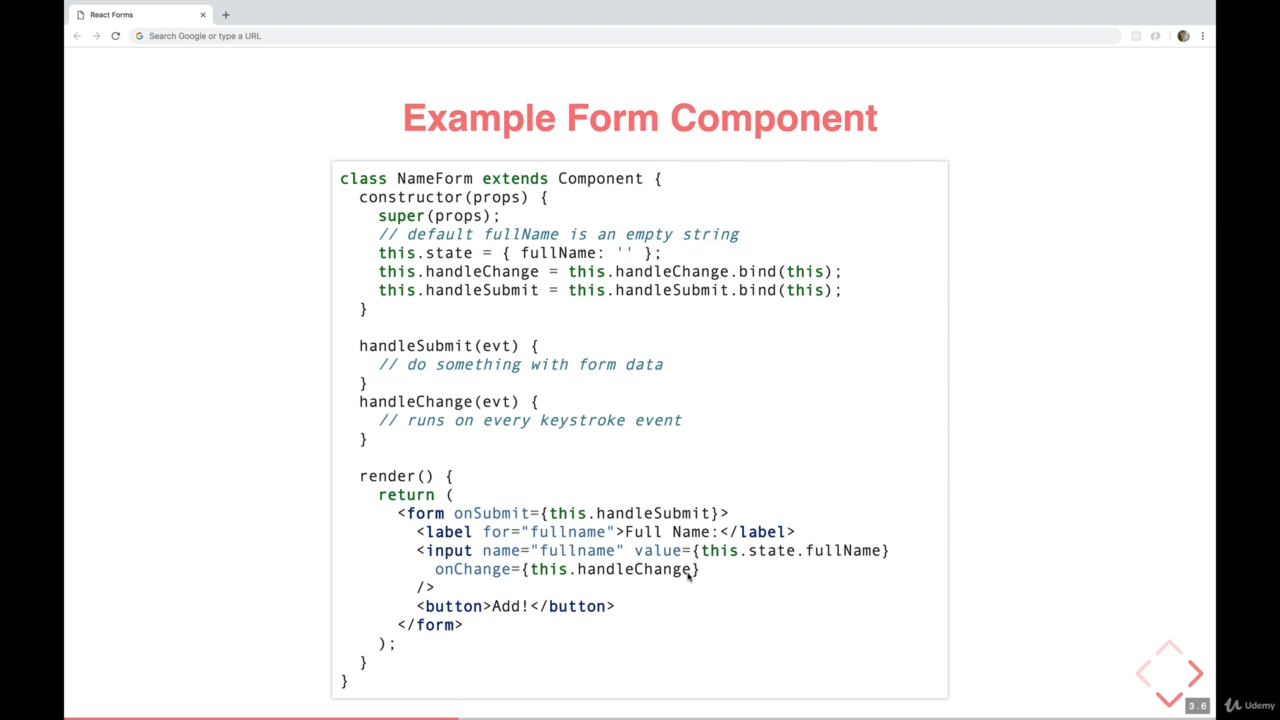 React Forms
Search Google or type a URL
Example Form Component
class NameForm extends Component {
  constructor(props) {
    super(props);
    // default fullName is an empty string
    this.state = { fullName: '' };
    this.handleChange = this.handleChange.bind(this);
    this.handleSubmit = this.handleSubmit.bind(this);
  }

  handleSubmit(evt) {
    // do something with form data
  }
  handleChange(evt) {
    // runs on every keystroke event
  }

  render() {
    return (
      <form onSubmit={this.handleSubmit}>
        <label for="fullname">Full Name:</label>
        <input name="fullname" value={this.state.fullName}
          onChange={this.handleChange}
        />
        <button>Add!</button>
      </form>
    );
  }
}
3.6
Udemy